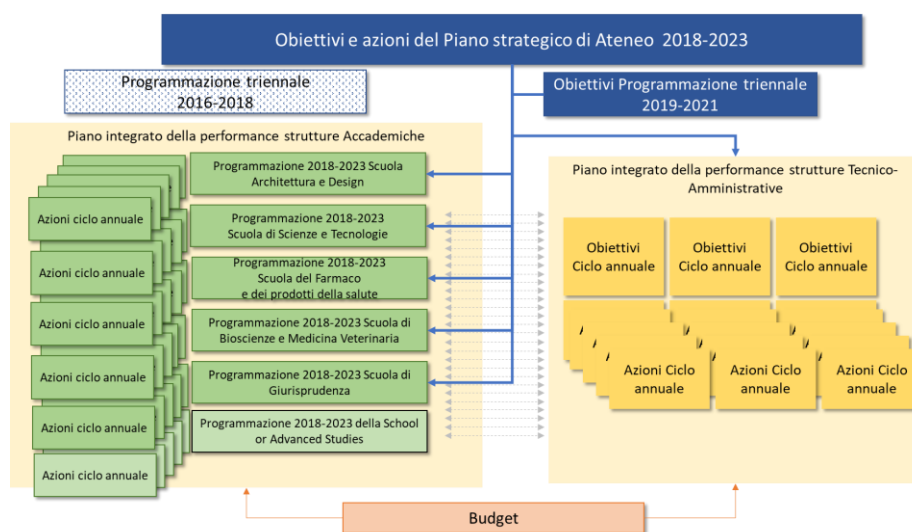 Obiettivi e azioni del Piano strategico di Ateneo 2018-2023
Programmazione triennale
2016-2018
Obiettivi Programmazione triennale
2019-2021
Piano integrato della performance strutture Accademiche
Programmazione 2018-2023 Scuola
Architettura e Design
Azioni ciclo annuale
Programmazione 2018-2023
Scuola di Scienze e Tecnologie
Azioni ciclo annuale
Programmazione 2018-2023
Scuola del Farmaco
e dei prodotti della salute
Azioni ciclo annuale
Programmazione 2018-2023 Scuola di
Bioscienze e Medicina Veterinaria
Azioni ciclo annuale
Programmazione 2018-2023 Scuola di
Giurisprudenza
Azioni ciclo annuale
Programmazione 2018-2023 della School
or Advanced Studies
Azioni ciclo annuale
Piano integrato della performance strutture Tecnico-
Amministrative
Obiettivi
Ciclo annuale
Obiettivi
Ciclo annuale
Obiettivi
Ciclo annuale
Azioni Ciclo
annuale
Azioni Ciclo
annuale
Azioni Ciclo
annuale
Budget